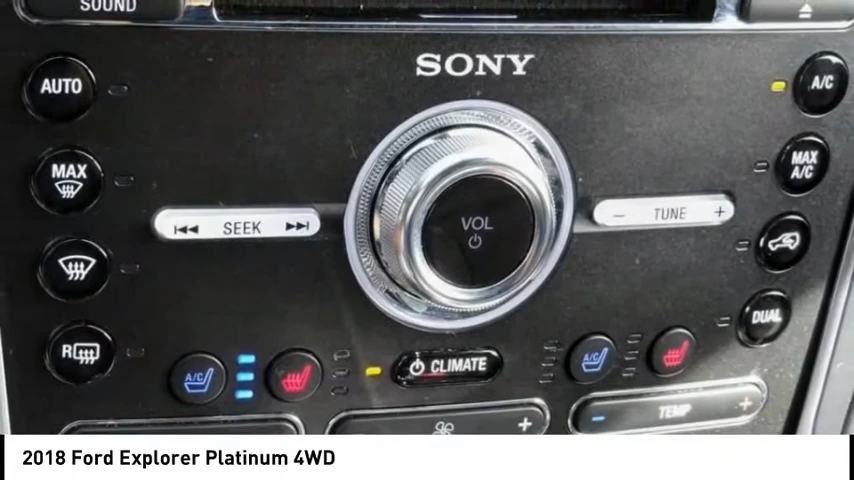 SOUND
SONY
AUTO
A/C
MAX
MAX
A/C
SEEK
VOL
TUNE
R
DUAL
A/C
CLIMATE
A/C
TEMP
2018 Ford Explorer Platinum 4WD